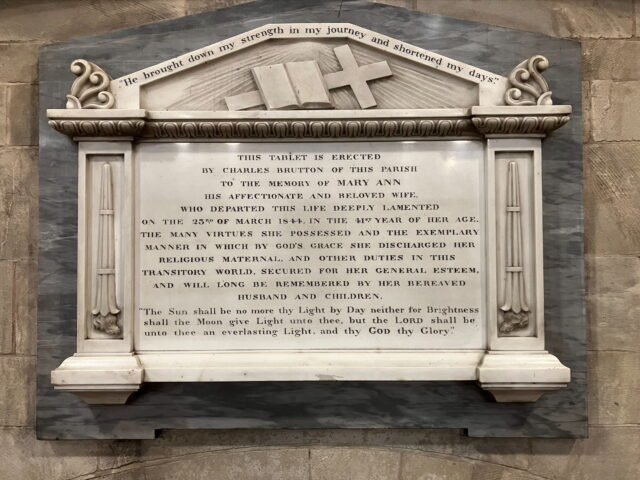 "He brought down my strength in my journey and shortened my days."
THIS TABLET IS ERECTED
BY CHARLES BRUTTON OF THIS PARISH
TO THE MEMORY OF MARY ANN
HIS AFFECTIONATE AND BELOVED WIFE,
WHO DEPARTED THIS LIFE DEEPLY LAMENTED
ON THE 25TH OF MARCH 1844, IN THE 41ST YEAR OF HER AGE.
THE MANY VIRTUES SHE POSSESSED AND THE EXEMPLARY
MANNER IN WHICH BY GOD'S GRACE SHE DISCHARGED HER
RELIGIOUS MATERNAL, AND OTHER DUTIES IN THIS
TRANSITORY WORLD, SECURED FOR HER GENERAL ESTEEM,
AND WILL LONG BE REMEMBERED BY HER BEREAVED
HUSBAND AND CHILDREN.
"The Sun shall be no more thy Light by Day neither for Brightness
shall the Moon give Light unto thee, but the LORD shall be
unto thee an everlasting Light, and thy GOD thy Glory."